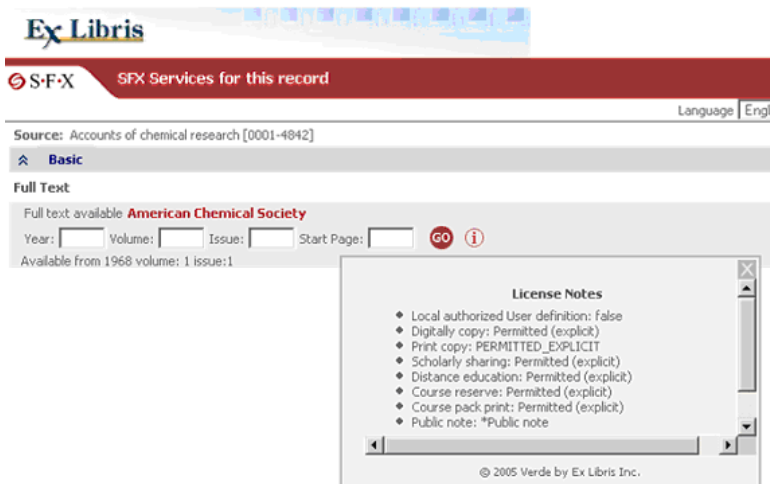 Ex Libris
S·F·X SFX Services for this record
Language Engl
Source: Accounts of chemical research [0001-4842]
Basic
Full Text
Full text available American Chemical Society
Year: Volume: Issue: Start Page: GO i
Available from 1968 volume: 1 issue:1
License Notes
Local authorized User definition: false
Digitally copy: Permitted (explicit)
Print copy: PERMITTED_EXPLICIT
Scholarly sharing: Permitted (explicit)
Distance education: Permitted (explicit)
Course reserve: Permitted (explicit)
Course pack print: Permitted (explicit)
Public note: *Public note
© 2005 Verde by Ex Libris Inc.